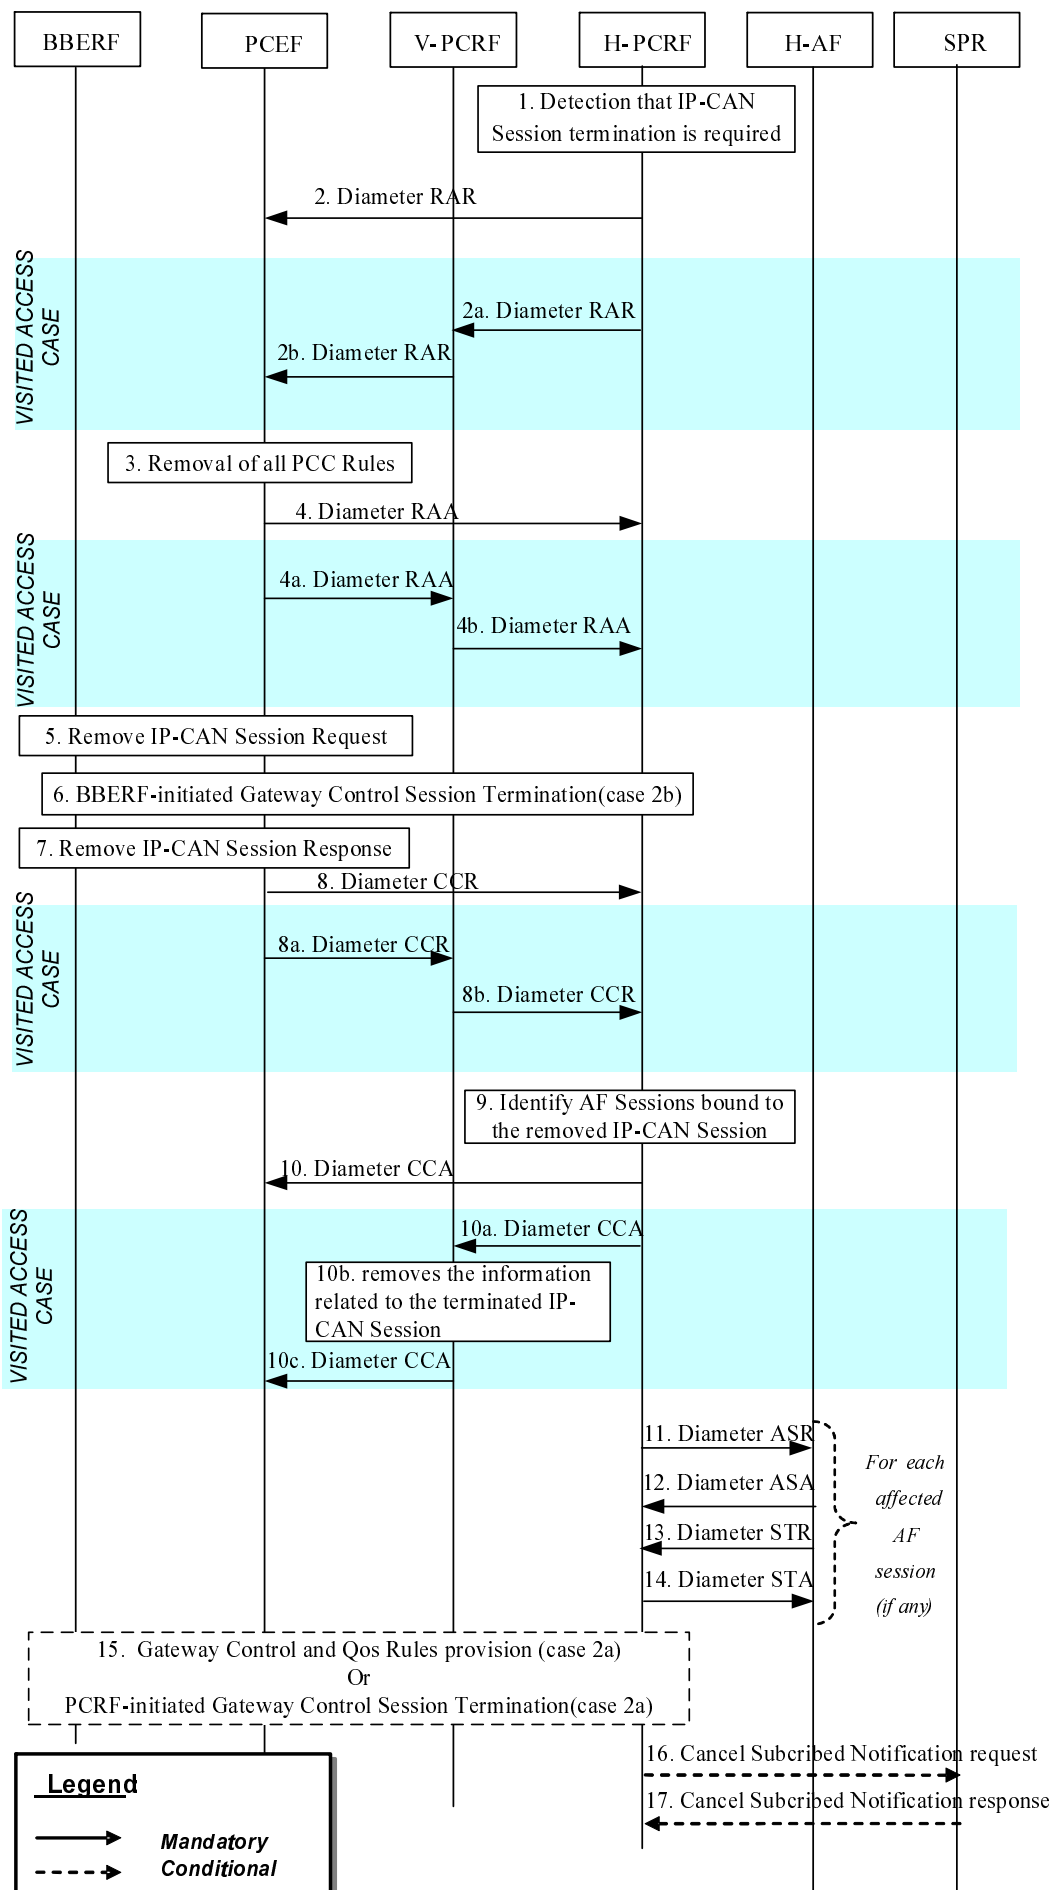 BBERF
PCEF
V-PCRF
H-PCRF
H-AF
SPR
1. Detection that IP-CAN
Session termination is required
2. Diameter RAR
VISITED ACCESS
CASE
2a. Diameter RAR
2b. Diameter RAR
3. Removal of all PCC Rules
4. Diameter RAA
VISITED ACCESS
CASE
4a. Diameter RAA
4b. Diameter RAA
5. Remove IP-CAN Session Request
6. BBERF-initiated Gateway Control Session Termination(case 2b)
7. Remove IP-CAN Session Response
8. Diameter CCR
VISITED ACCESS
CASE
8a. Diameter CCR
8b. Diameter CCR
9. Identify AF Sessions bound to
the removed IP-CAN Session
10. Diameter CCA
VISITED ACCESS
CASE
10a. Diameter CCA
10b. removes the information
related to the terminated IP-
CAN Session
10c. Diameter CCA
11. Diameter ASR
12. Diameter ASA
13. Diameter STR
14. Diameter STA
For each
affected
AF
session
(if any)
15. Gateway Control and Qos Rules provision (case 2a)
Or
PCRF-initiated Gateway Control Session Termination(case 2a)
16. Cancel Subcribed Notification request
17. Cancel Subcribed Notification response
Legend:
Mandatory
Conditional